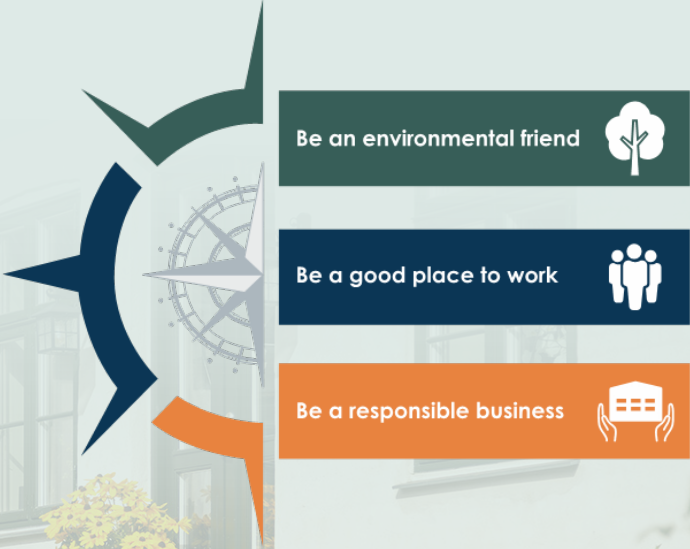 Be an environmental friend
Be a good place to work
Be a responsible business